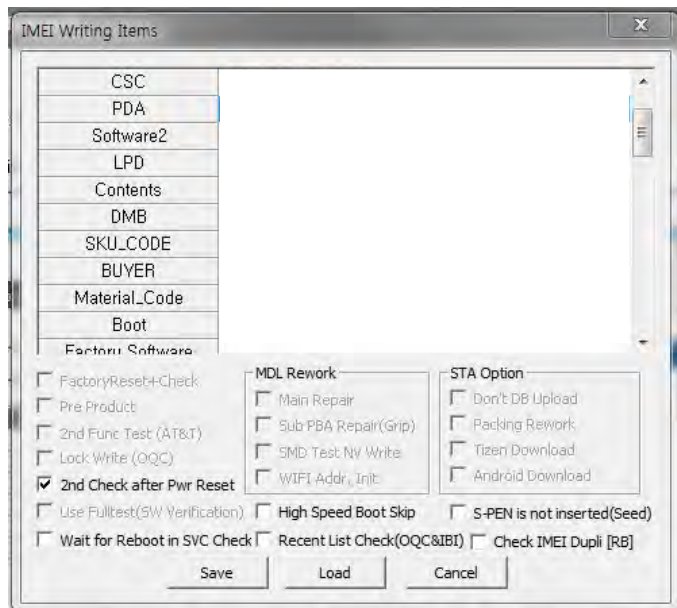 IMEI Writing Items
CSC
PDA
Software2
LPD
Contents
DMB
SKU_CODE
BUYER
Material_Code
Boot
Factory Software
FactoryReset+Check
Pre Product
2nd Func Test (AT&T)
Lock Write (OQC)
2nd Check after Pwr Reset
MDL Rework
Main Repair
Sub PBA Repair(Grip)
SMD Test NV Write
WIFI Addr, Init
STA Option
Don't DB Upload
Packing Rework
Tizen Download
Android Download
Use Fulltest(SW Verification)
High Speed Boot Skip
S-PEN is not inserted(Seed)
Wait for Reboot in SVC Check
Recent List Check(OQC&IBI)
Check IMEI Dupli [RB]
Save
Load
Cancel